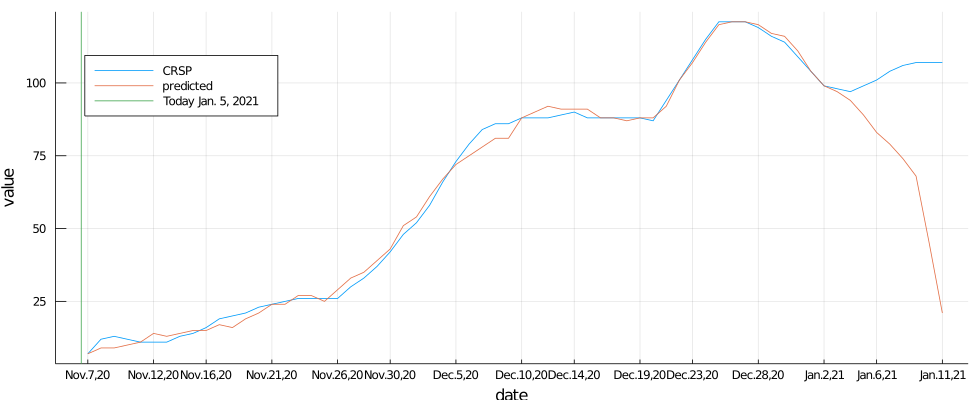 CRSP
predicted
Today Jan. 5, 2021
100
75
50
25
value
Nov.7,20 Nov.12,20 Nov.16,20 Nov.21,20 Nov.26,20 Nov.30,20 Dec.5,20 Dec.10,20 Dec.14,20 Dec.19,20 Dec.23,20 Dec.28,20 Jan.2,21 Jan.6,21 Jan.11,21
date